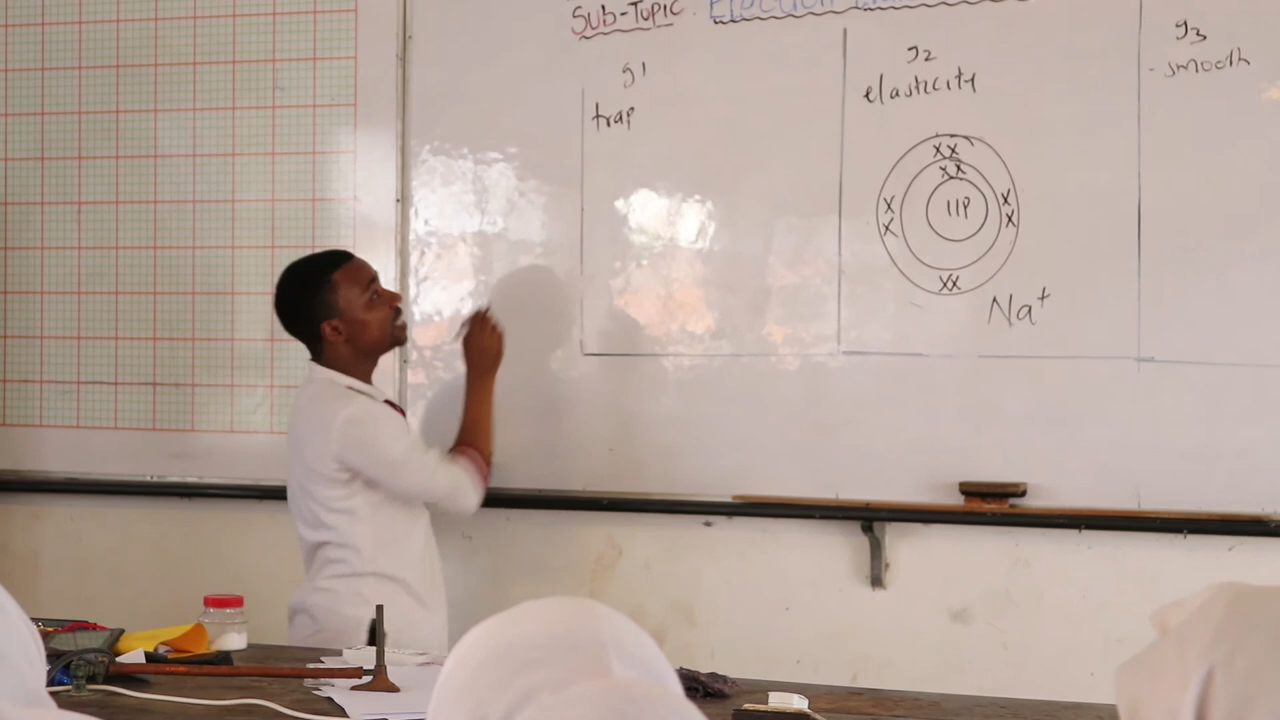 Sub-Topic.
g1
trap
g2
elasticity
xx
xx
11P
x x
x x
xx
Na+
g3
- smooth